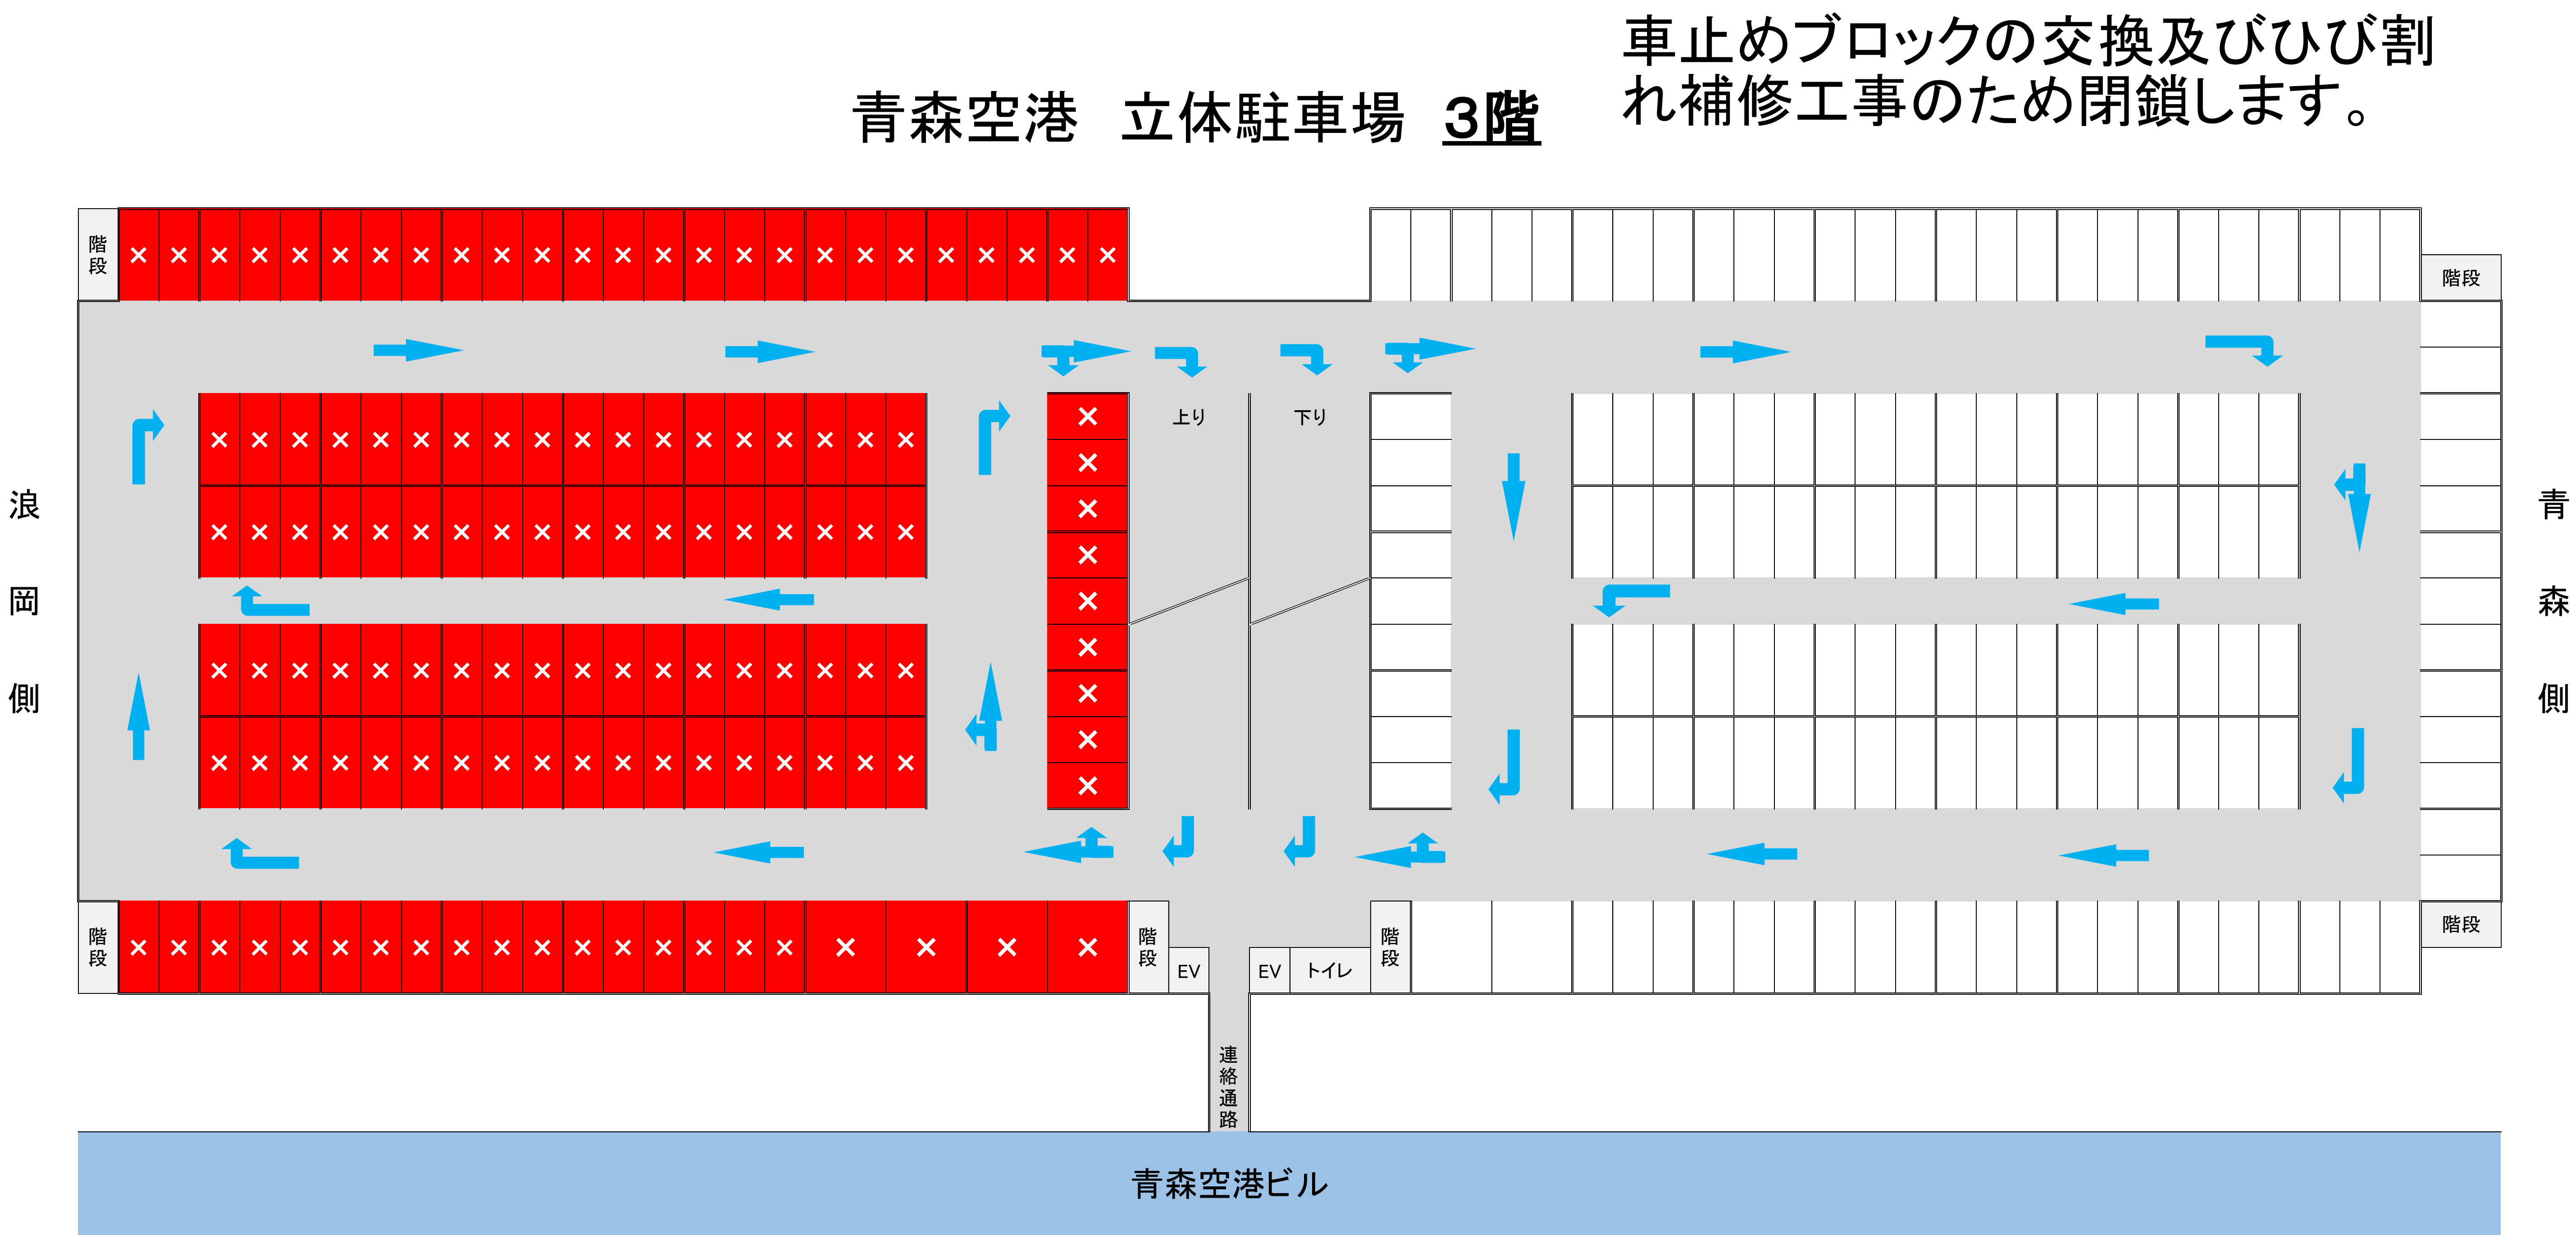 車止めブロックの交換及びひび割
れ補修工事のため閉鎖します。
青森空港　立体駐車場　３階
階段
階段
上り
下り
浪岡側
青森側
階段
階段
EV
EV
トイレ
階段
階段
連絡通路
青森空港ビル